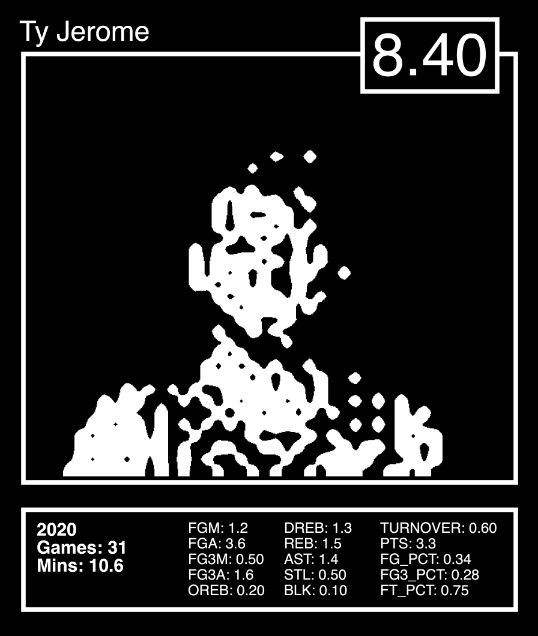 Ty Jerome
8.40
2020
Games: 31
Mins: 10.6
FGM: 1.2
FGA: 3.6
FG3M: 0.50
FG3A: 1.6
OREB: 0.20
DREB: 1.3
REB: 1.5
AST: 1.4
STL: 0.50
BLK: 0.10
TURNOVER: 0.60
PTS: 3.3
FG_PCT: 0.34
FG3_PCT: 0.28
FT_PCT: 0.75